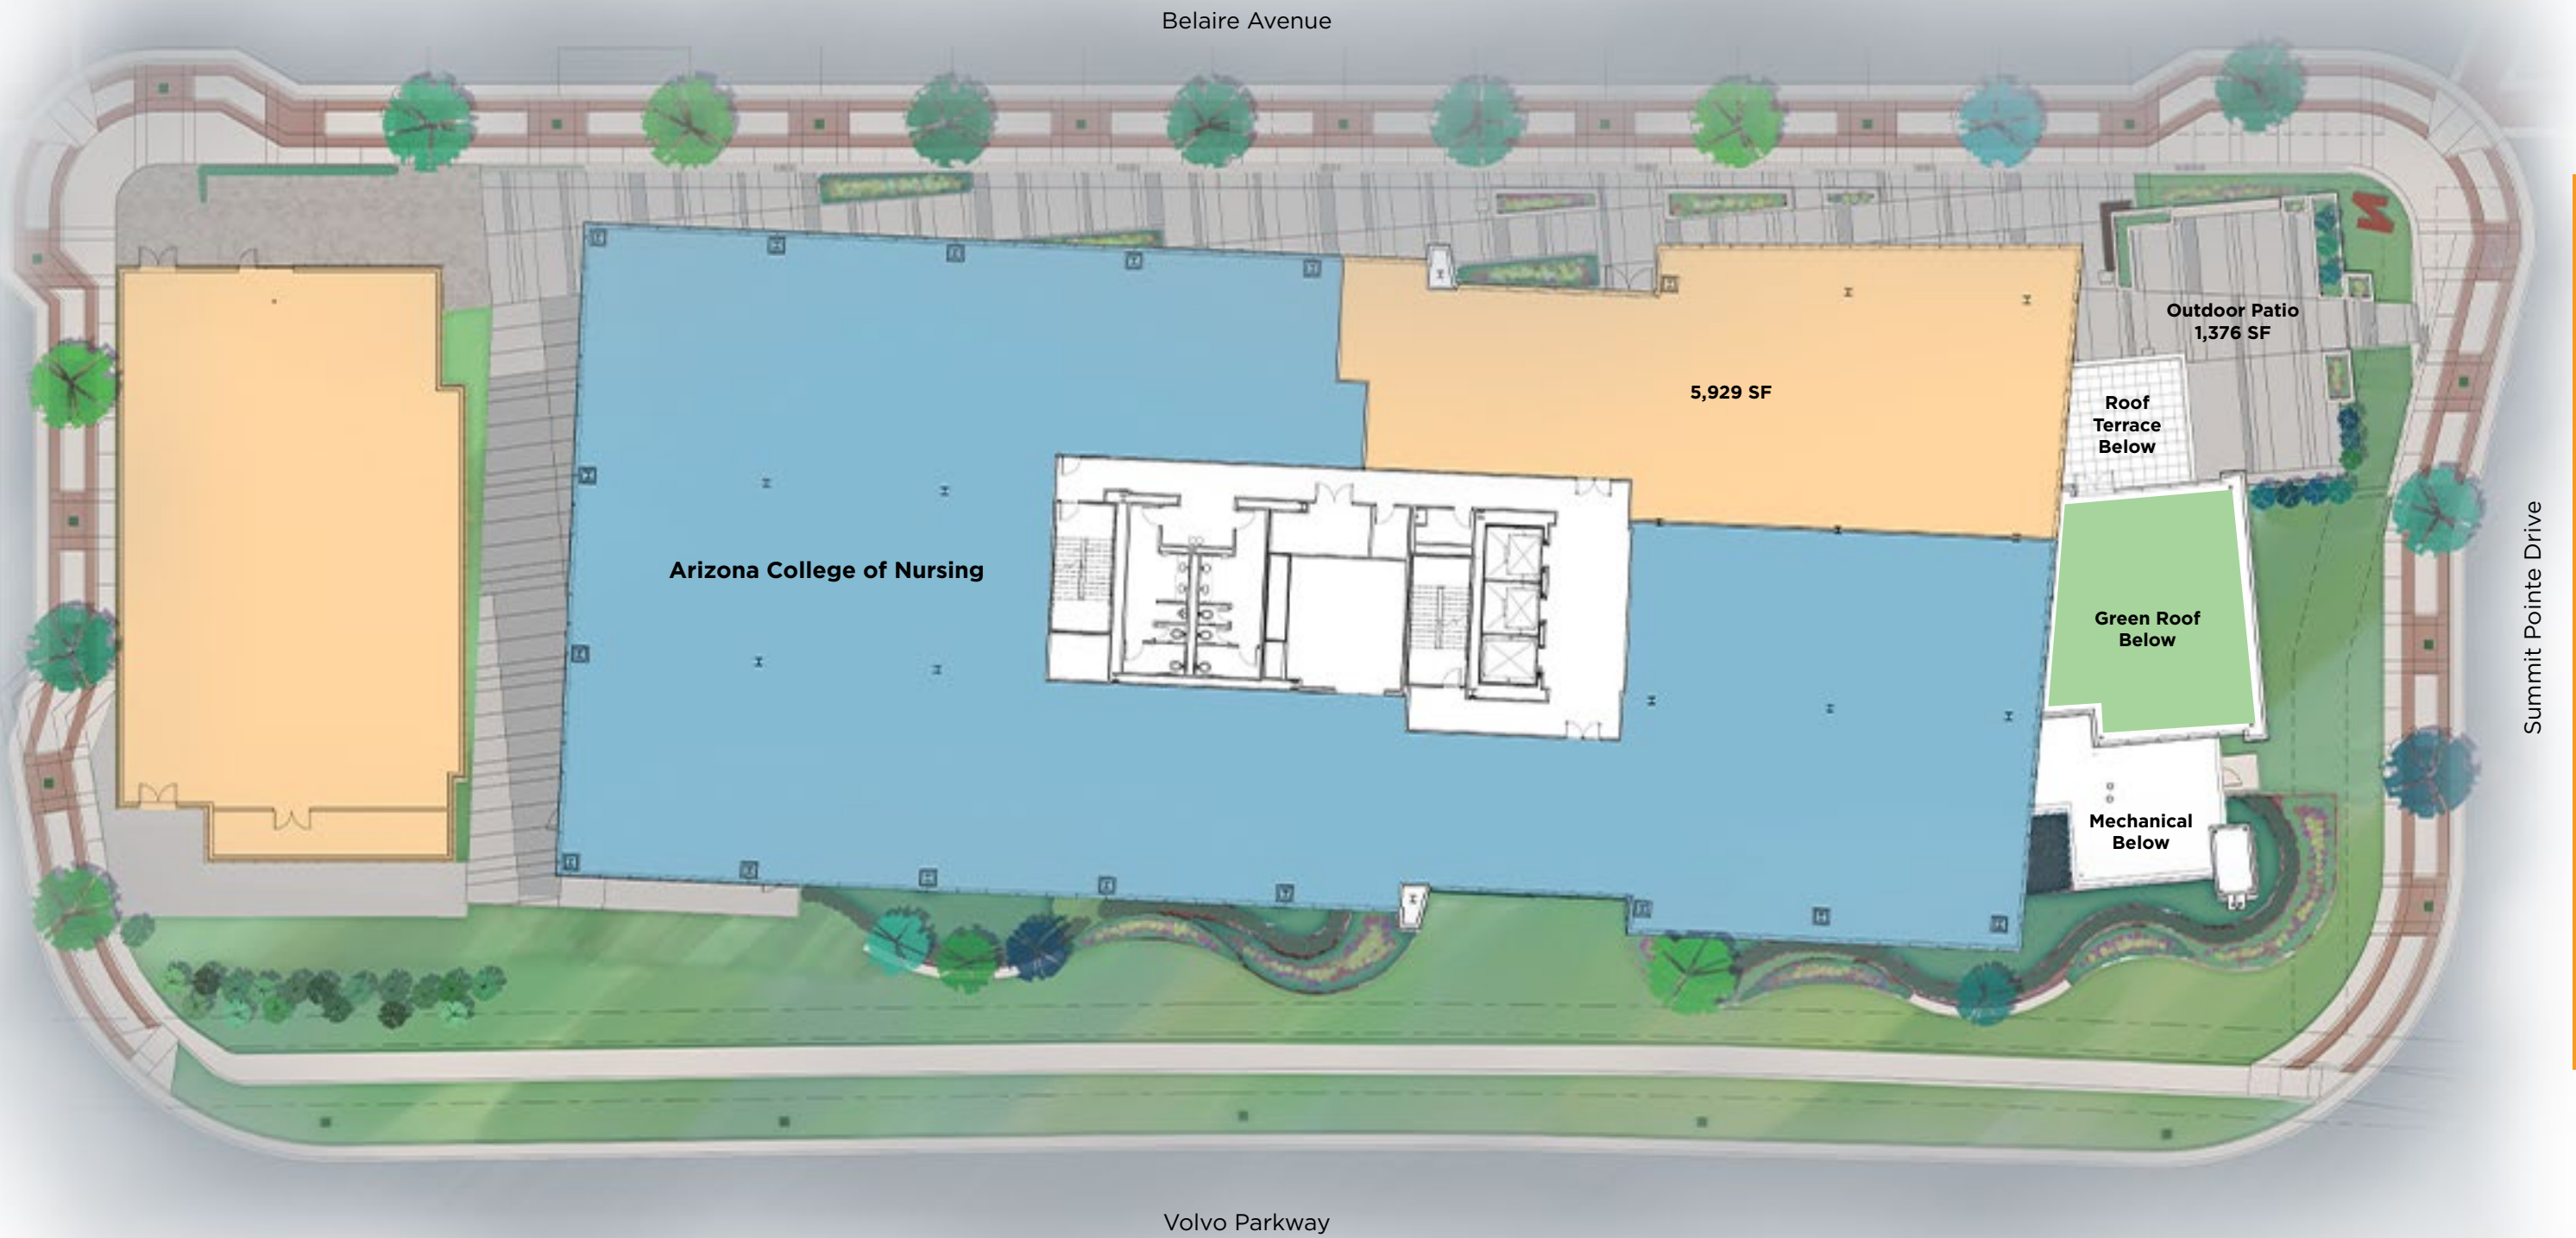 Belaire Avenue
Outdoor Patio
1,376 SF
5,929 SF
Roof
Terrace
Below
Arizona College of Nursing
Green Roof
Below
Summit Pointe Drive
Mechanical
Below
Volvo Parkway